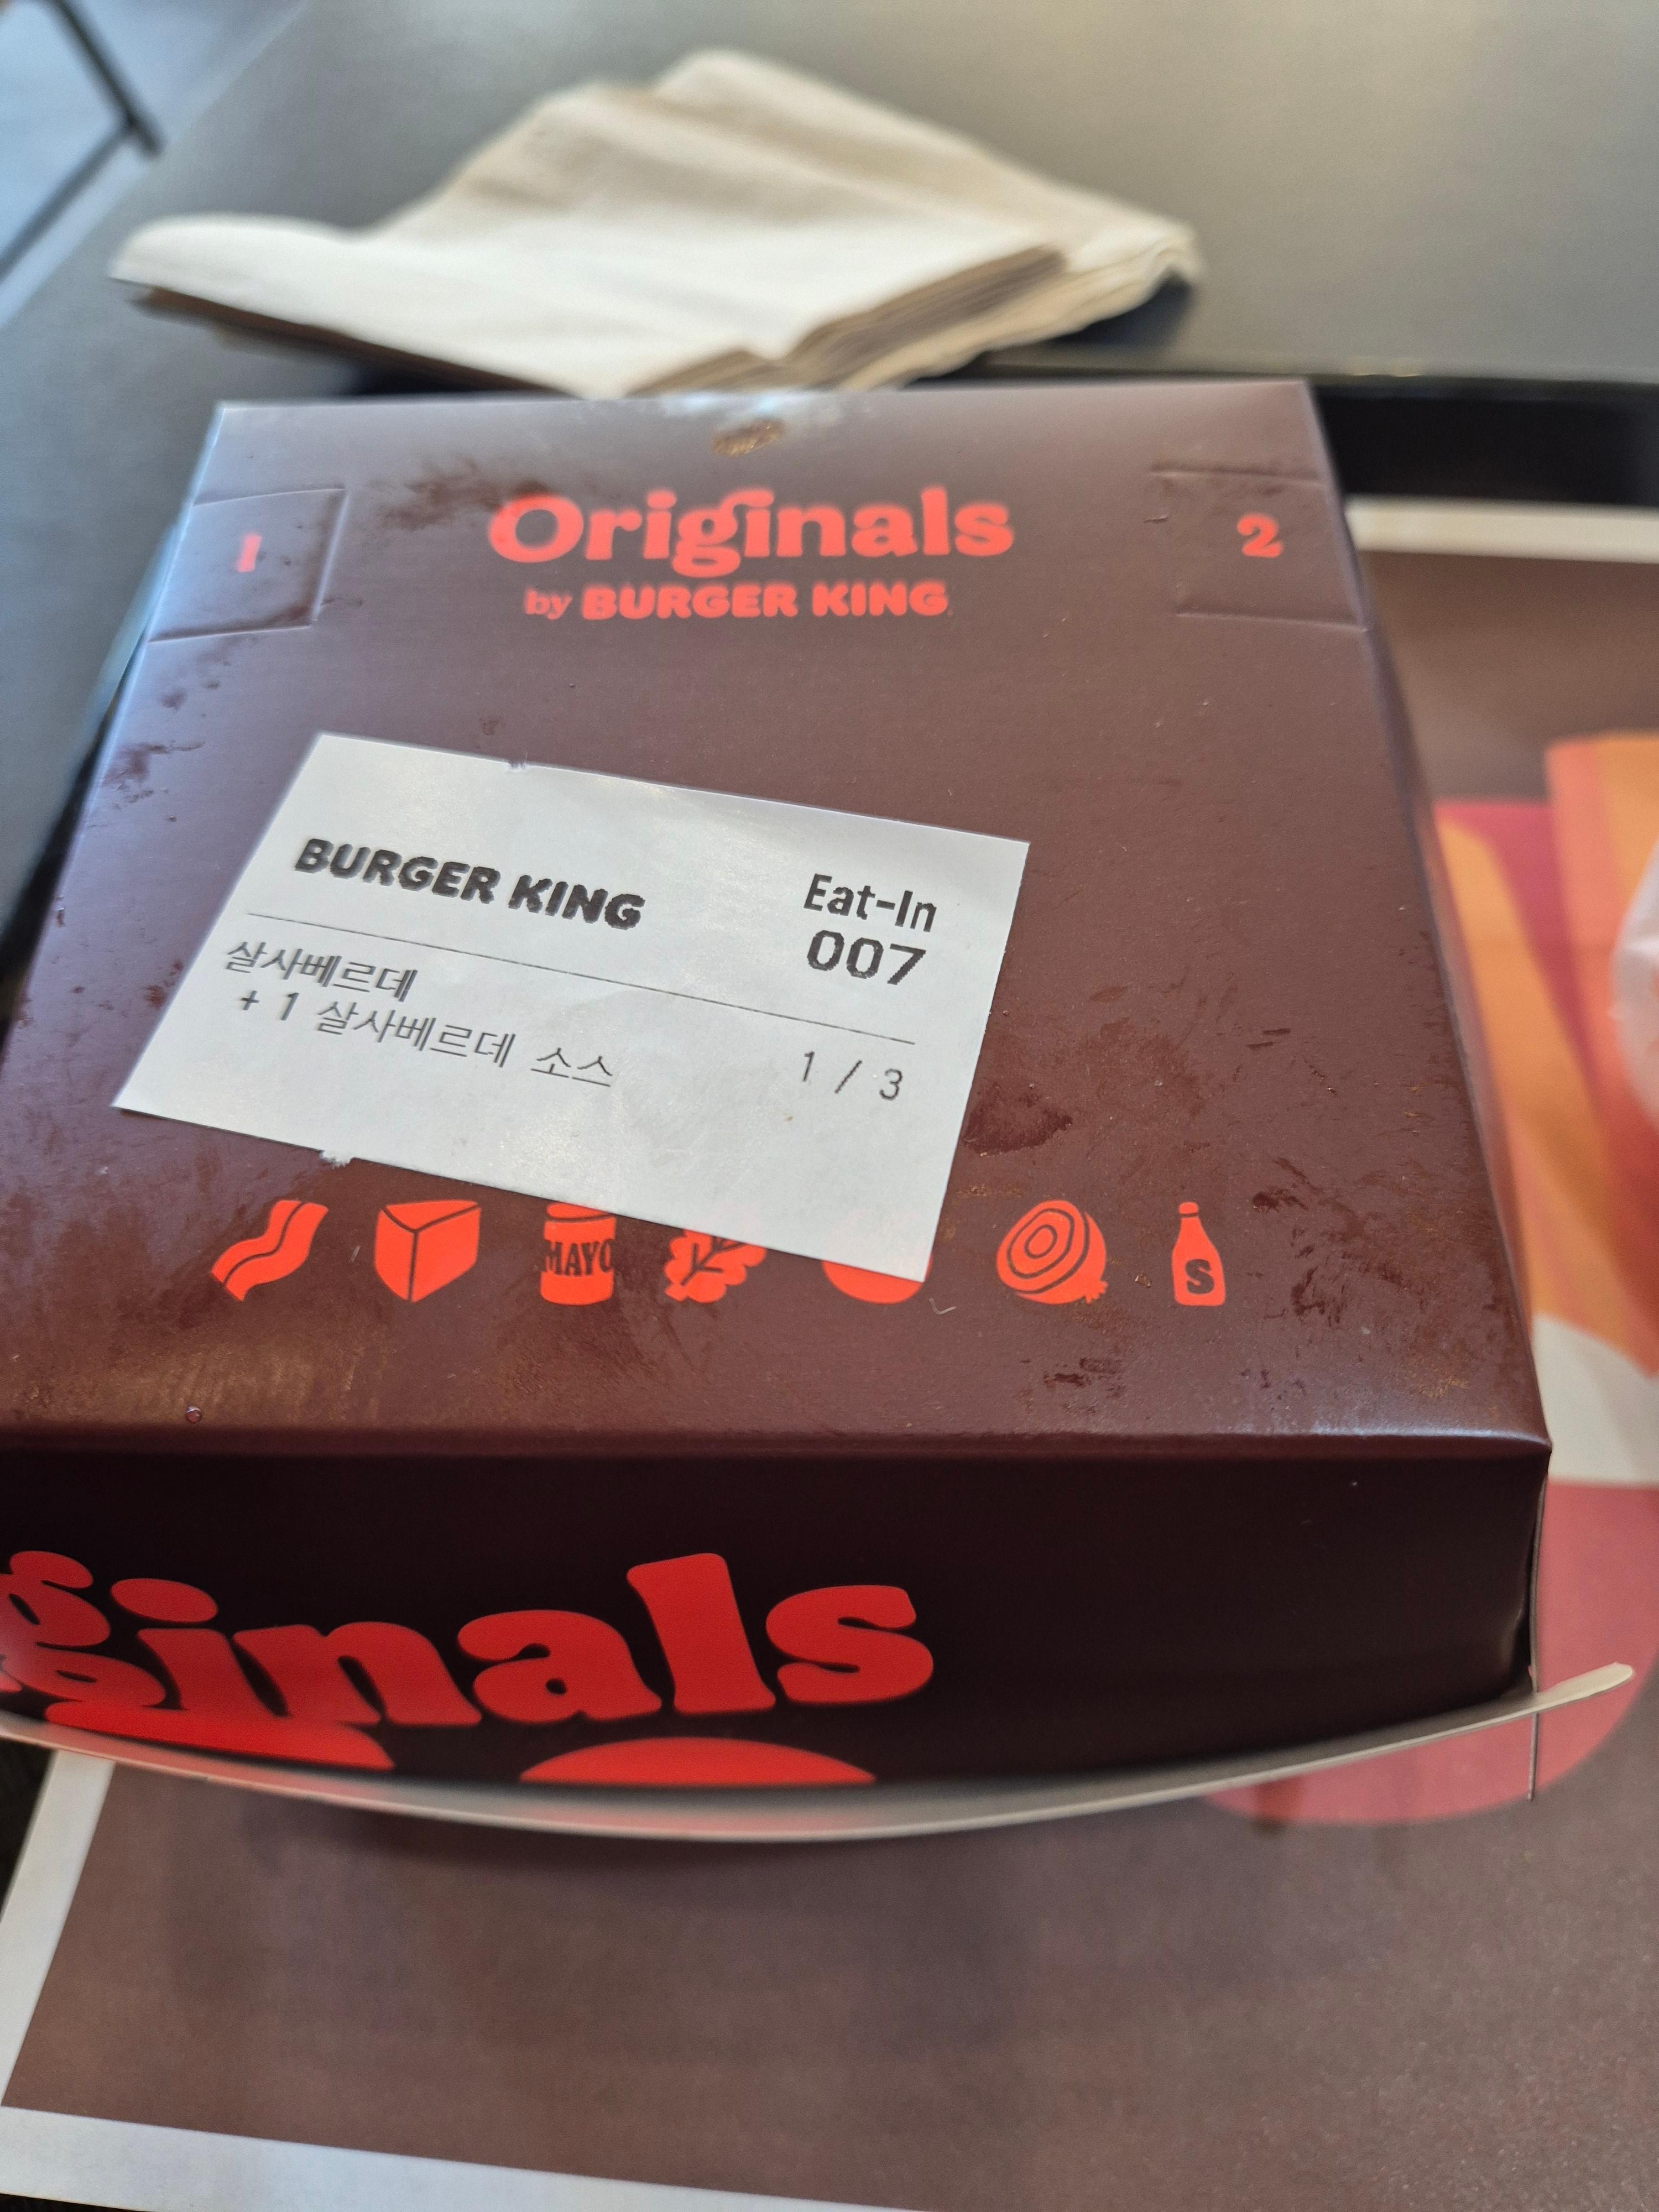 Originals
by BURGER KING
1
2
BURGER KING
Eat-In
007
살사베르데
+ 1 살사베르데 소스
1 / 3
MAYO
S
ginals